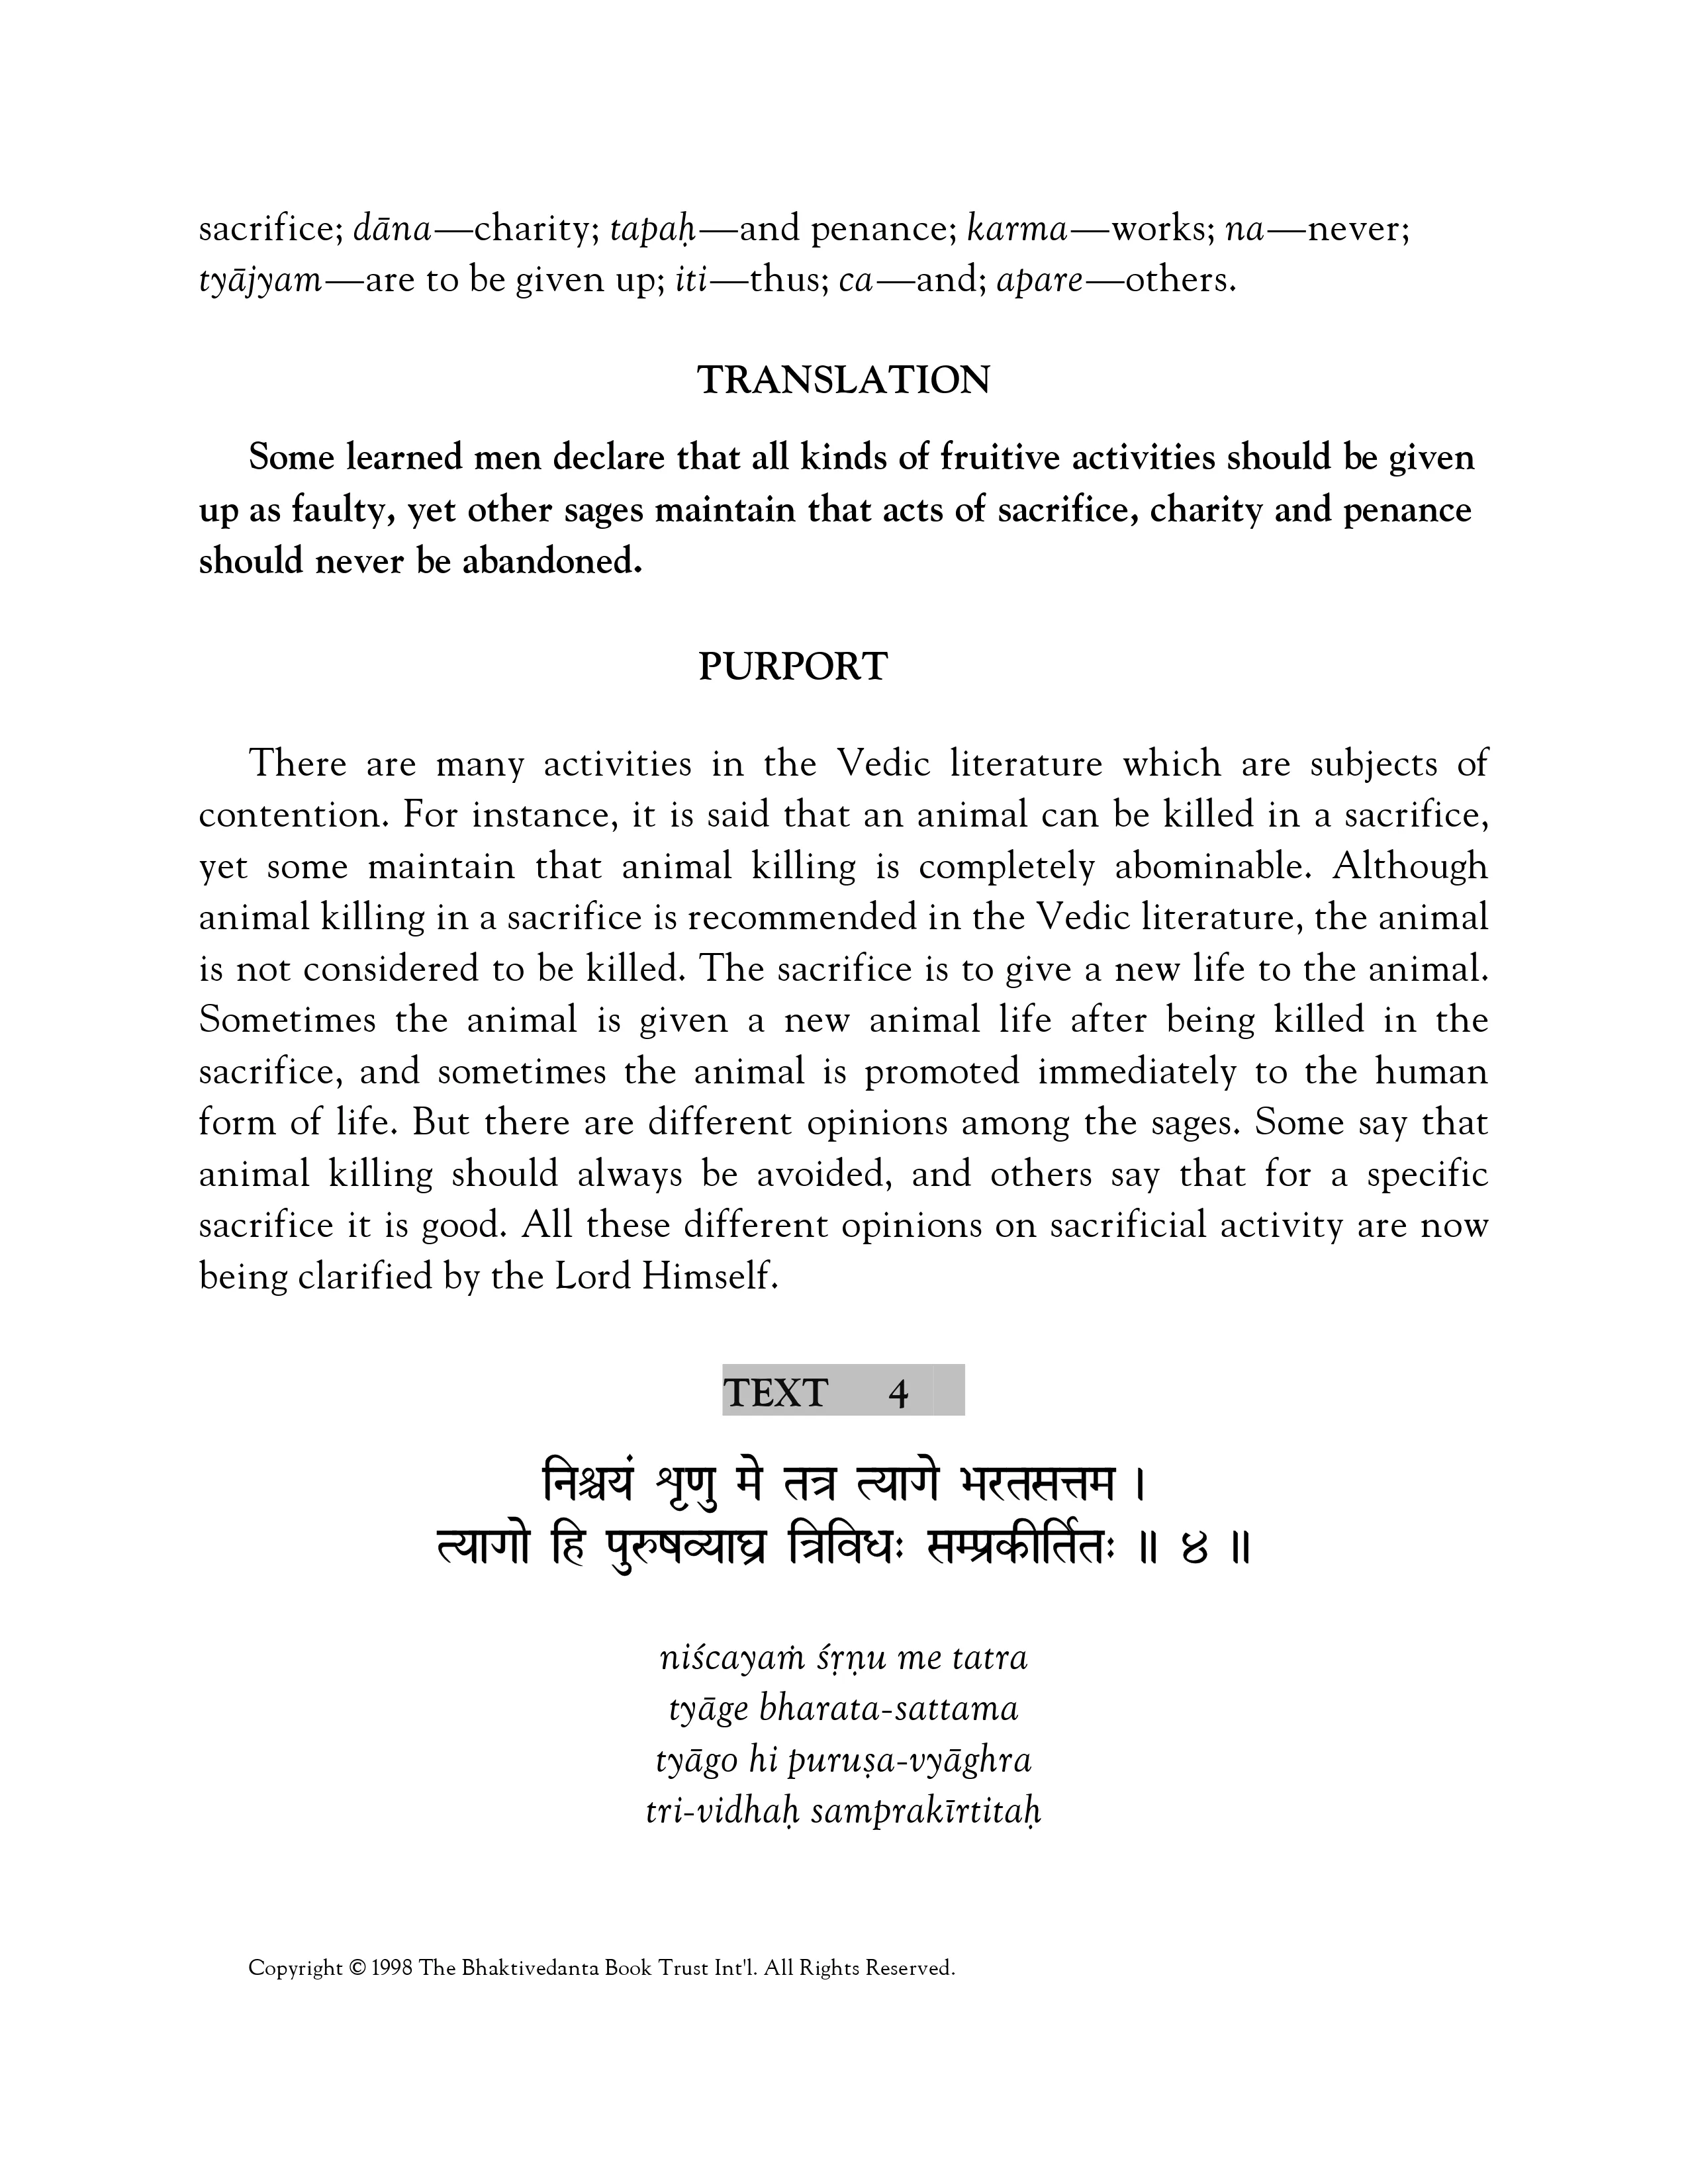 sacrifice; dāna—charity; tapaḥ—and penance; karma—works; na—never;
tyājyam—are to be given up; iti—thus; ca—and; apare—others.
TRANSLATION
Some learned men declare that all kinds of fruitive activities should be given
up as faulty, yet other sages maintain that acts of sacrifice, charity and penance
should never be abandoned.
PURPORT
There are many activities in the Vedic literature which are subjects of
contention. For instance, it is said that an animal can be killed in a sacrifice,
yet some maintain that animal killing is completely abominable. Although
animal killing in a sacrifice is recommended in the Vedic literature, the animal
is not considered to be killed. The sacrifice is to give a new life to the animal.
Sometimes the animal is given a new animal life after being killed in the
sacrifice, and sometimes the animal is promoted immediately to the human
form of life. But there are different opinions among the sages. Some say that
animal killing should always be avoided, and others say that for a specific
sacrifice it is good. All these different opinions on sacrificial activity are now
being clarified by the Lord Himself.
TEXT 4
निश्चयं शृणु मे तत्र त्यागे भरतसत्तम ।
त्यागो हि पुरुषव्याघ्र त्रिविधः सम्प्रकीर्तितः ॥ ४ ॥
niścayaṁ śṛṇu me tatra
tyāge bharata-sattama
tyāgo hi puruṣa-vyāghra
tri-vidhaḥ samprakīrtitaḥ
Copyright © 1998 The Bhaktivedanta Book Trust Int'l. All Rights Reserved.